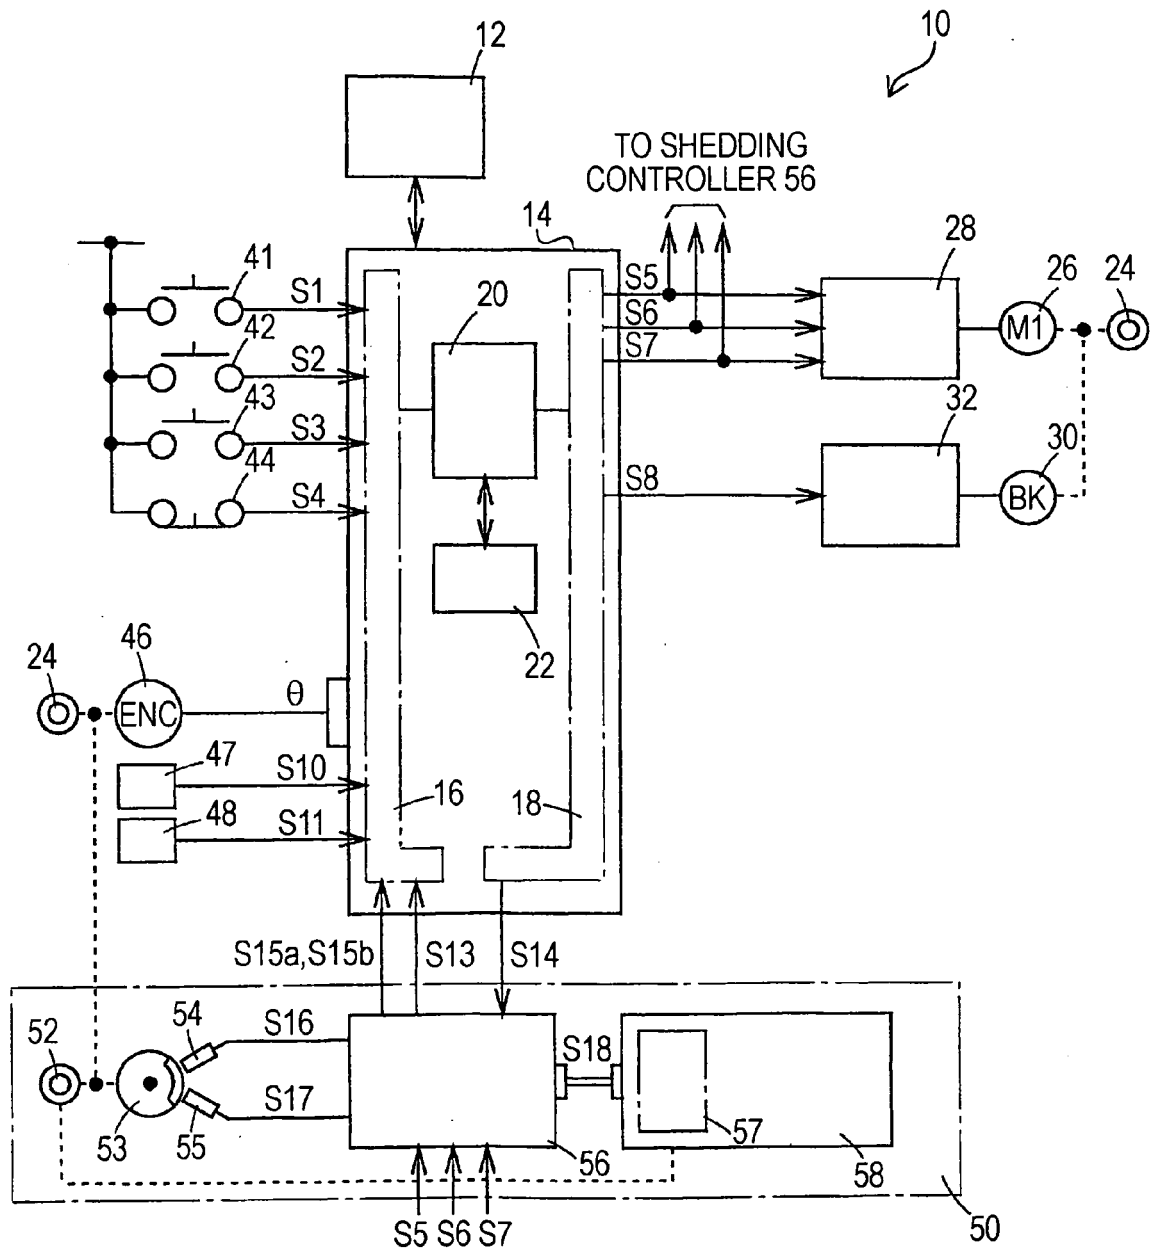 10
12
TO SHEDDING
CONTROLLER 56
14
28
26
24
41
S1
20
S5
S6
S7
M1
42
S2
43
S3
32
30
44
S4
S8
BK
22
46
24
ENC
θ
47
S10
16
18
48
S11
S15a,S15b
S13
S14
52
54
S16
S18
S17
53
55
56
57
58
50
S5 S6 S7